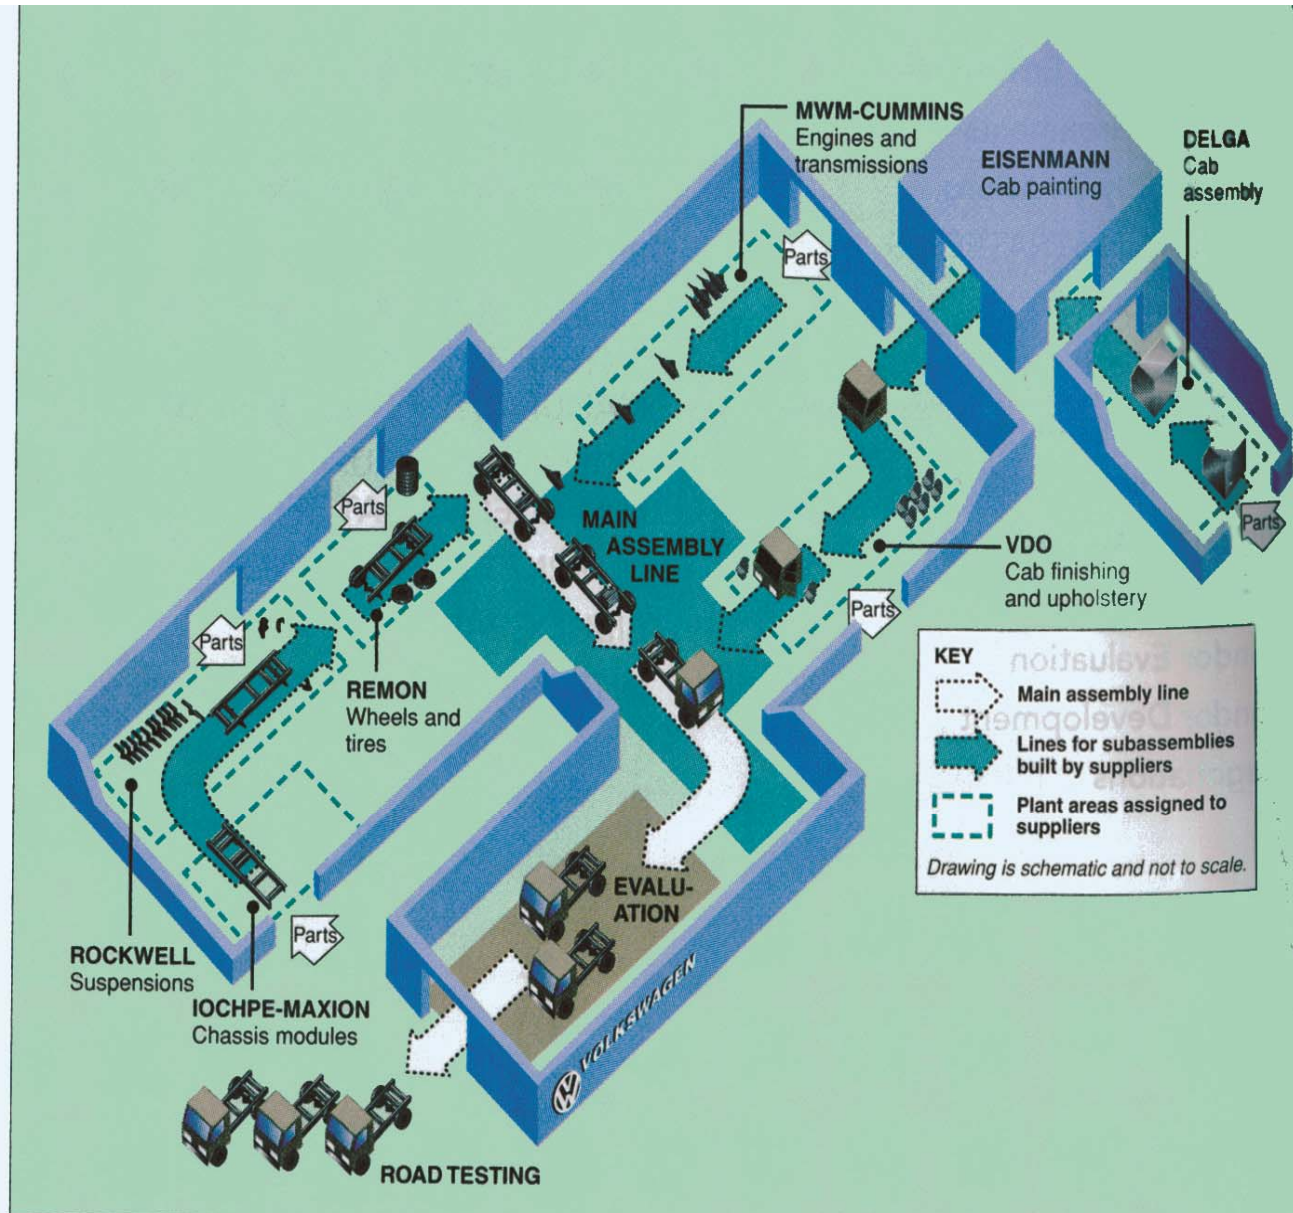 MWM-CUMMINS
Engines and
transmissions
EISENMANN
Cab painting
DELGA
Cab
assembly
Parts
Parts
MAIN
ASSEMBLY
LINE
VDO
Cab finishing
and upholstery
Parts
Parts
Parts
REMON
Wheels and
tires
KEY
Main assembly line
Lines for subassemblies
built by suppliers
Plant areas assigned to
suppliers
Drawing is schematic and not to scale.
EVALU-
ATION
Parts
ROCKWELL
Suspensions
IOCHPE-MAXION
Chassis modules
VOLKSWAGEN
ROAD TESTING